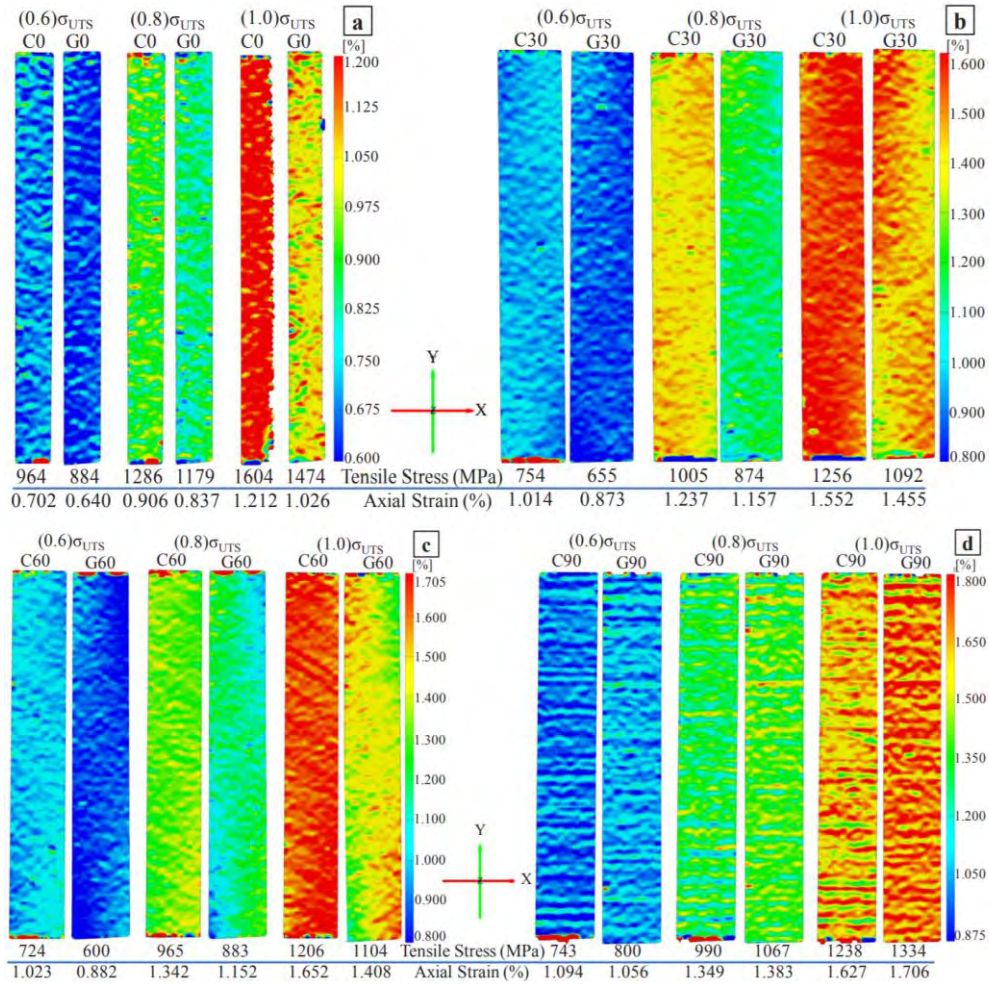 (0.6)σUTS (0.8)σUTS (1.0)σUTS a
C0 G0 C0 G0 C0 G0 [%]
1.200
1.125
1.050
0.975
0.900
0.825
0.750
0.675
0.600
Y
X
964 884 1286 1179 1604 1474 Tensile Stress (MPa)
0.702 0.640 0.906 0.837 1.212 1.026 Axial Strain (%)
(0.6)σUTS (0.8)σUTS (1.0)σUTS b
C30 G30 C30 G30 C30 G30 [%]
1.600
1.400
1.300
1.200
1.000
0.900
0.800
754 655 1005 874 1256 1092
1.014 0.873 1.237 1.157 1.552 1.455
(0.6)σUTS (0.8)σUTS (1.0)σUTS c
C60 G60 C60 G60 C60 G60 [%]
1.705
1.500
1.400
1.300
1.200
1.100
1.000
0.900
0.800
Y
X
724 600 965 883 1206 1104 Tensile Stress (MPa)
1.023 0.882 1.342 1.152 1.652 1.408 Axial Strain (%)
(0.6)σUTS (0.8)σUTS (1.0)σUTS d
C90 G90 C90 G90 C90 G90 [%]
1.800
1.650
1.500
1.350
1.200
1.050
0.875
743 800 990 1067 1238 1334
1.094 1.056 1.349 1.383 1.627 1.706